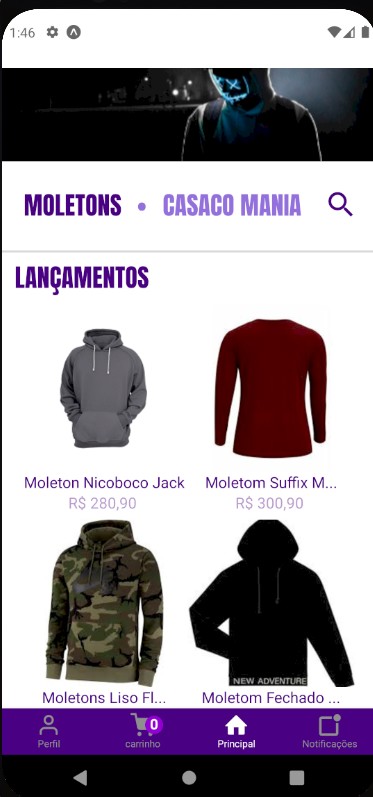 1:46
MOLETONS • CASACO MANIA
LANÇAMENTOS
Moleton Nicoboco Jack
R$ 280,90
Moletom Suffix M...
R$ 300,90
NEW ADVENTURE
Moletons Liso Fl...
Moletom Fechado ...
Perfil
0
carrinho
Principal
Notificações